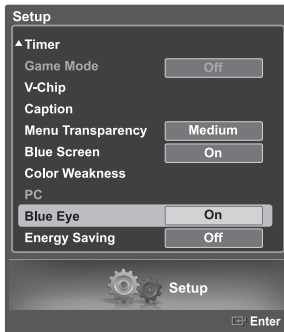 Setup
▲Timer
Game Mode Off
V-Chip
Caption
Menu Transparency Medium
Blue Screen On
Color Weakness
PC
Blue Eye On
Energy Saving Off
Setup
Enter